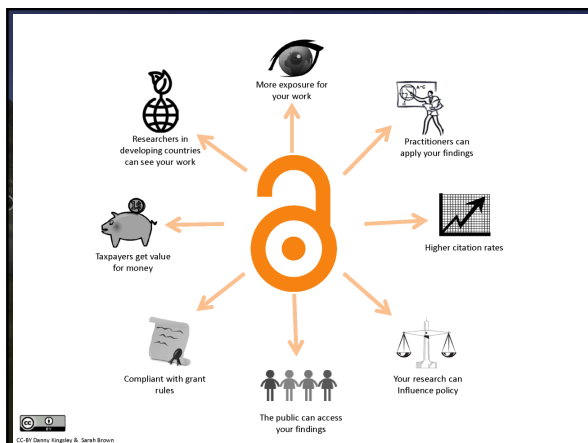 More exposure for
your work
Practitioners can
apply your findings
Higher citation rates
Your research can
Influence policy
The public can access
your findings
Compliant with grant
rules
Taxpayers get value
for money
Researchers in
developing countries
can see your work
cc
BY
CC-BY Danny Kingsley & Sarah Brown